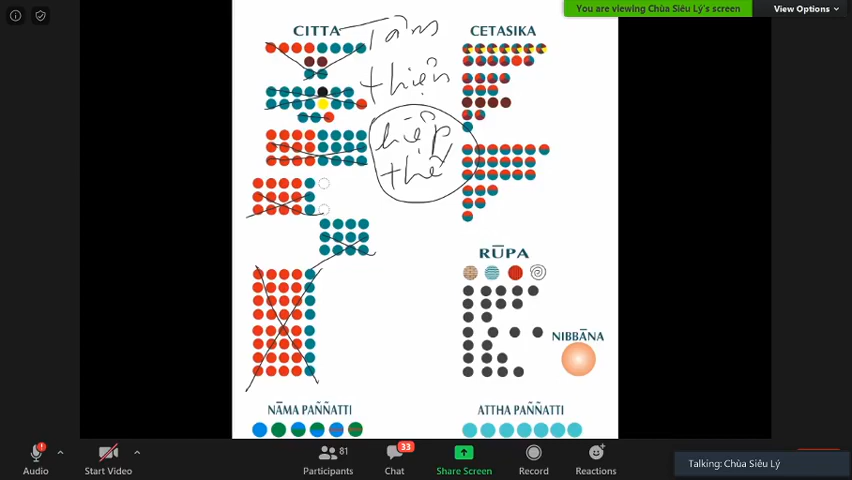 You are viewing Chùa Siêu Lý's screen
View Options
CITTA
CETASIKA
Tâm
thiện
hiệp
thế
RŪPA
NIBBĀNA
NĀMA PAÑÑATTI
ATTHA PAÑÑATTI
Audio
Start Video
81
Participants
33
Chat
Share Screen
Record
Reactions
Talking: Chùa Siêu Lý